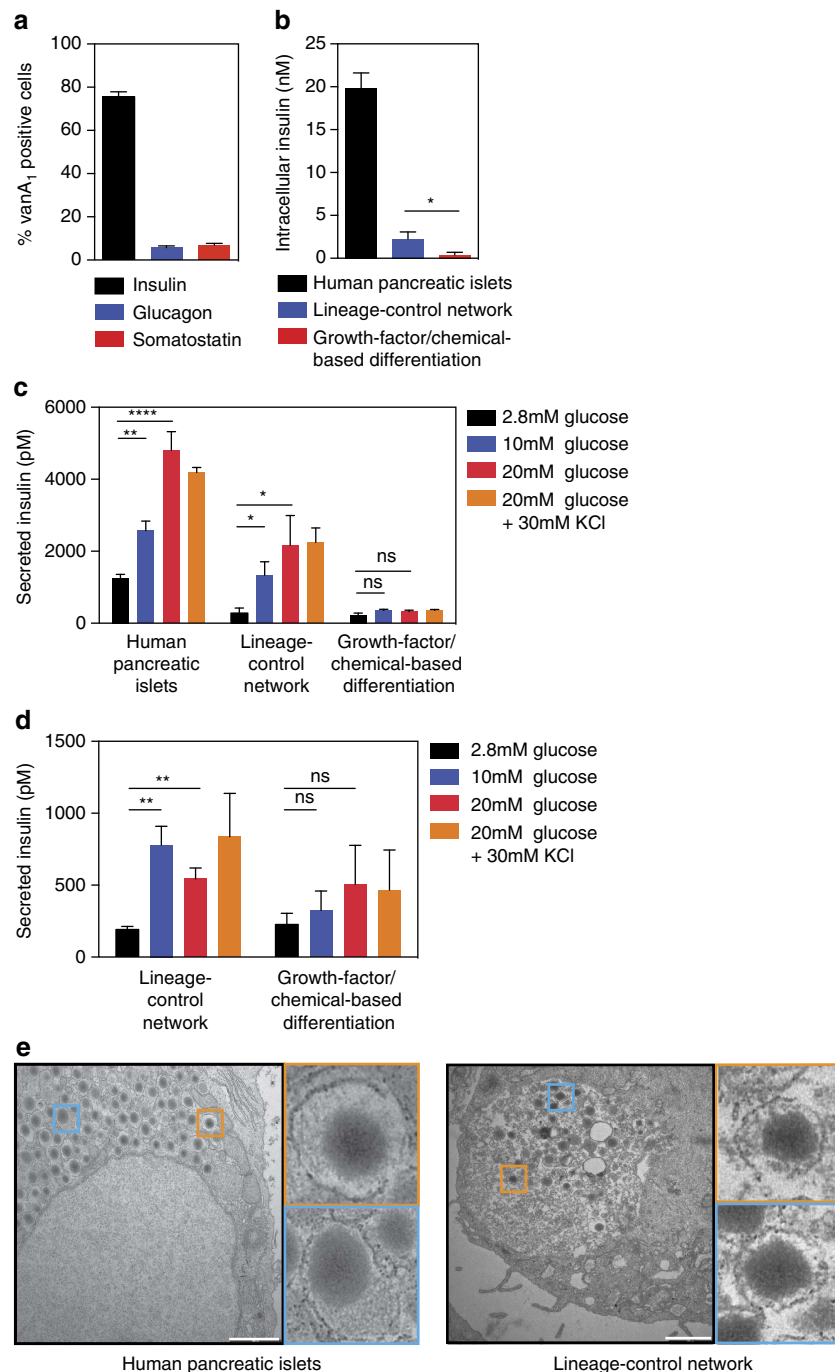 a
100
80
60
40
20
0
% vanA1 positive cells
Insulin
Glucagon
Somatostatin
b
25
20
15
10
5
0
Intracellular insulin (nM)
*
Human pancreatic islets
Lineage-control network
Growth-factor/chemical-
based differentiation
c
6000
4000
2000
0
Secreted insulin (pM)
****
**
*
*
ns
ns
Human
pancreatic
islets
Lineage-
control
network
Growth-factor/
chemical-based
differentiation
2.8mM glucose
10mM glucose
20mM glucose
20mM glucose
+ 30mM KCl
d
1500
1000
500
0
Secreted insulin (pM)
**
**
ns
ns
Lineage-
control
network
Growth-factor/
chemical-based
differentiation
2.8mM glucose
10mM glucose
20mM glucose
20mM glucose
+ 30mM KCl
e
Human pancreatic islets
Lineage-control network